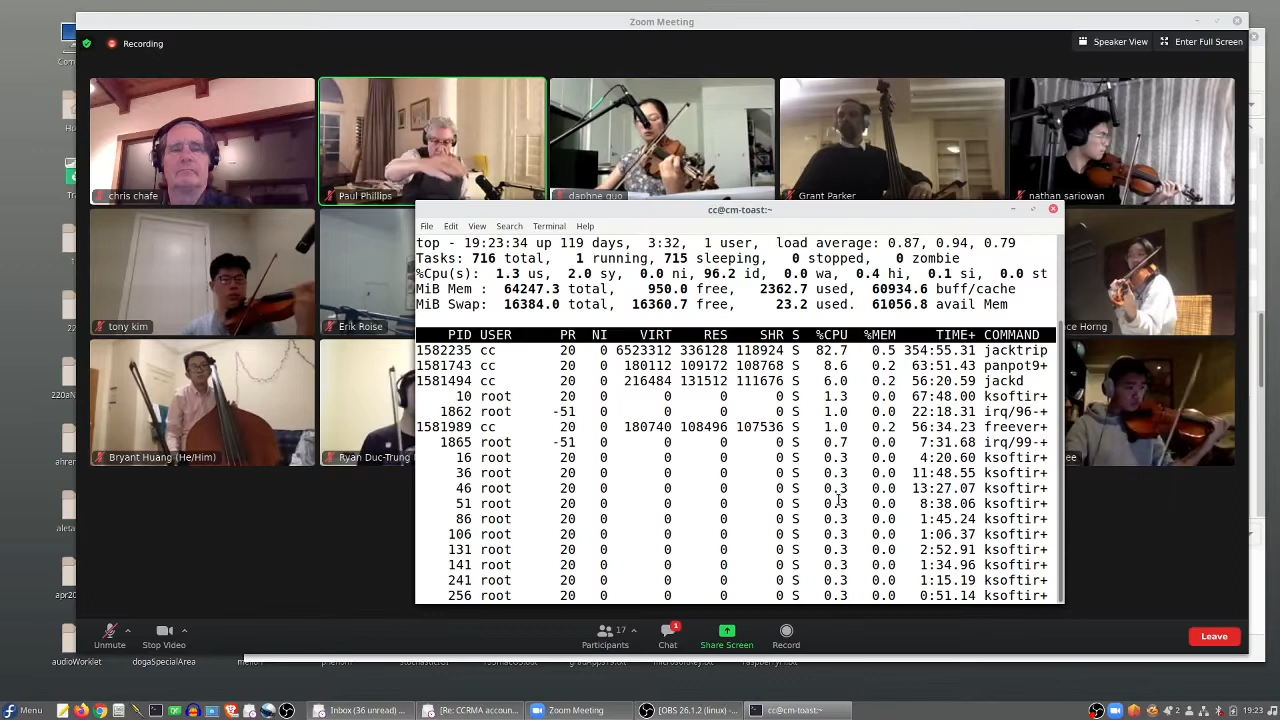 Zoom Meeting
Recording
Speaker View
Enter Full Screen
chris chafe
Paul Phillips
daphne guo
Grant Parker
nathan sariowan
tony kim
Erik Roise
Horng
Bryant Huang (He/Him)
Ryan Duc-Trung
cc@cm-toast:~
File Edit View Search Terminal Help
top - 19:23:34 up 119 days, 3:32, 1 user, load average: 0.87, 0.94, 0.79
Tasks: 716 total, 1 running, 715 sleeping, 0 stopped, 0 zombie
%Cpu(s): 1.3 us, 2.0 sy, 0.0 ni, 96.2 id, 0.0 wa, 0.4 hi, 0.1 si, 0.0 st
MiB Mem : 64247.3 total, 950.0 free, 2362.7 used, 60934.6 buff/cache
MiB Swap: 16384.0 total, 16360.7 free, 23.2 used. 61056.8 avail Mem
PID USER PR NI VIRT RES SHR S %CPU %MEM TIME+ COMMAND
1582235 cc 20 0 6523312 336128 118924 S 82.7 0.5 354:55.31 jacktrip
1581743 cc 20 0 180112 109172 108768 S 8.6 0.2 63:51.43 panpot9+
1581494 cc 20 0 216484 131512 111676 S 6.0 0.2 56:20.59 jackd
10 root 20 0 0 0 0 S 1.3 0.0 67:48.00 ksoftir+
1862 root -51 0 0 0 0 S 1.0 0.0 22:18.31 irq/96-+
1581989 cc 20 0 180740 108496 107536 S 1.0 0.2 56:34.23 freever+
1865 root -51 0 0 0 0 S 0.7 0.0 7:31.68 irq/99-+
16 root 20 0 0 0 0 S 0.3 0.0 4:20.60 ksoftir+
36 root 20 0 0 0 0 S 0.3 0.0 11:48.55 ksoftir+
46 root 20 0 0 0 0 S 0.3 0.0 13:27.07 ksoftir+
51 root 20 0 0 0 0 S 0.3 0.0 8:38.06 ksoftir+
86 root 20 0 0 0 0 S 0.3 0.0 1:45.24 ksoftir+
106 root 20 0 0 0 0 S 0.3 0.0 1:06.37 ksoftir+
131 root 20 0 0 0 0 S 0.3 0.0 2:52.91 ksoftir+
141 root 20 0 0 0 0 S 0.3 0.0 1:34.96 ksoftir+
241 root 20 0 0 0 0 S 0.3 0.0 1:15.19 ksoftir+
256 root 20 0 0 0 0 S 0.3 0.0 0:51.14 ksoftir+
Unmute
Stop Video
17
Participants
1
Chat
Share Screen
Record
Leave
audioWorklet
dogaSpecialArea
Menu
Inbox (36 unread) ...
[Re: CCRMA accoun...
Zoom Meeting
[OBS 26.1.2 (linux) -...
cc@cm-toast:~
2
19:23